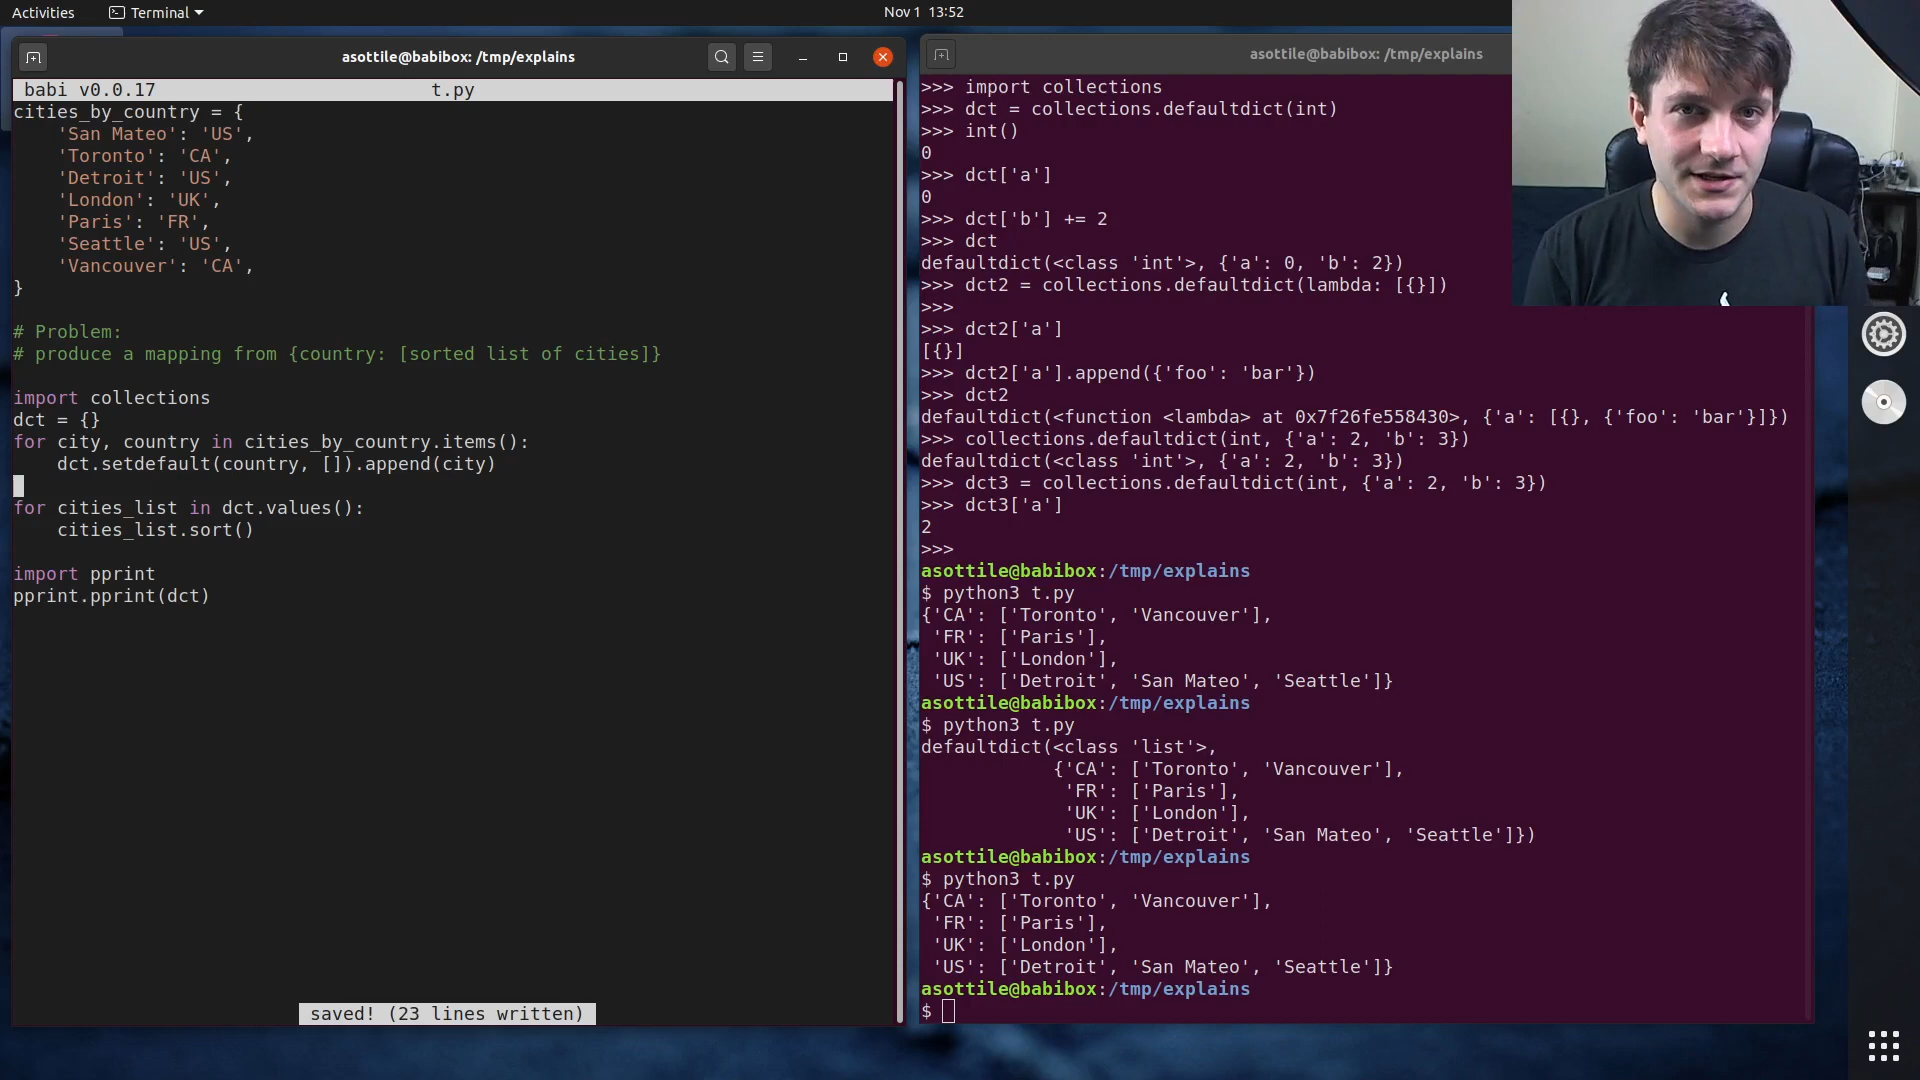 Activities
Terminal
Nov 1 13:52
asottile@babibox: /tmp/explains
babi v0.0.17 t.py
cities_by_country = {
    'San Mateo': 'US',
    'Toronto': 'CA',
    'Detroit': 'US',
    'London': 'UK',
    'Paris': 'FR',
    'Seattle': 'US',
    'Vancouver': 'CA',
}
# Problem:
# produce a mapping from {country: [sorted list of cities]}
import collections
dct = {}
for city, country in cities_by_country.items():
    dct.setdefault(country, []).append(city)
for cities_list in dct.values():
    cities_list.sort()
import pprint
pprint.pprint(dct)
saved! (23 lines written)
asottile@babibox: /tmp/explains
>>> import collections
>>> dct = collections.defaultdict(int)
>>> int()
0
>>> dct['a']
0
>>> dct['b'] += 2
>>> dct
defaultdict(<class 'int'>, {'a': 0, 'b': 2})
>>> dct2 = collections.defaultdict(lambda: [{}])
>>>
>>> dct2['a']
[{}]
>>> dct2['a'].append({'foo': 'bar'})
>>> dct2
defaultdict(<function <lambda> at 0x7f26fe558430>, {'a': [{}, {'foo': 'bar'}]})
>>> collections.defaultdict(int, {'a': 2, 'b': 3})
defaultdict(<class 'int'>, {'a': 2, 'b': 3})
>>> dct3 = collections.defaultdict(int, {'a': 2, 'b': 3})
>>> dct3['a']
2
>>>
asottile@babibox:/tmp/explains
$ python3 t.py
{'CA': ['Toronto', 'Vancouver'],
 'FR': ['Paris'],
 'UK': ['London'],
 'US': ['Detroit', 'San Mateo', 'Seattle']}
asottile@babibox:/tmp/explains
$ python3 t.py
defaultdict(<class 'list'>,
            {'CA': ['Toronto', 'Vancouver'],
             'FR': ['Paris'],
             'UK': ['London'],
             'US': ['Detroit', 'San Mateo', 'Seattle']})
asottile@babibox:/tmp/explains
$ python3 t.py
{'CA': ['Toronto', 'Vancouver'],
 'FR': ['Paris'],
 'UK': ['London'],
 'US': ['Detroit', 'San Mateo', 'Seattle']}
asottile@babibox:/tmp/explains
$